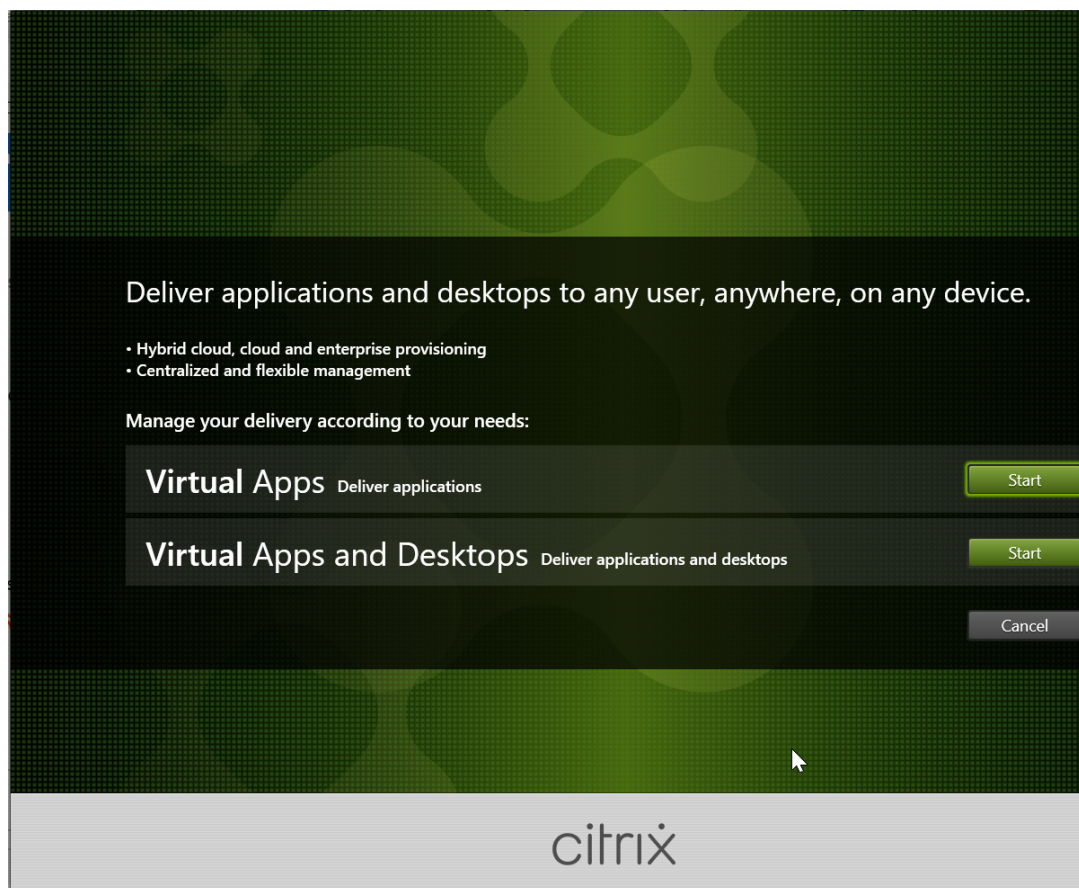 Deliver applications and desktops to any user, anywhere, on any device.
• Hybrid cloud, cloud and enterprise provisioning
• Centralized and flexible management
Manage your delivery according to your needs:
Virtual Apps Deliver applications
Start
Virtual Apps and Desktops Deliver applications and desktops
Start
Cancel
citrix